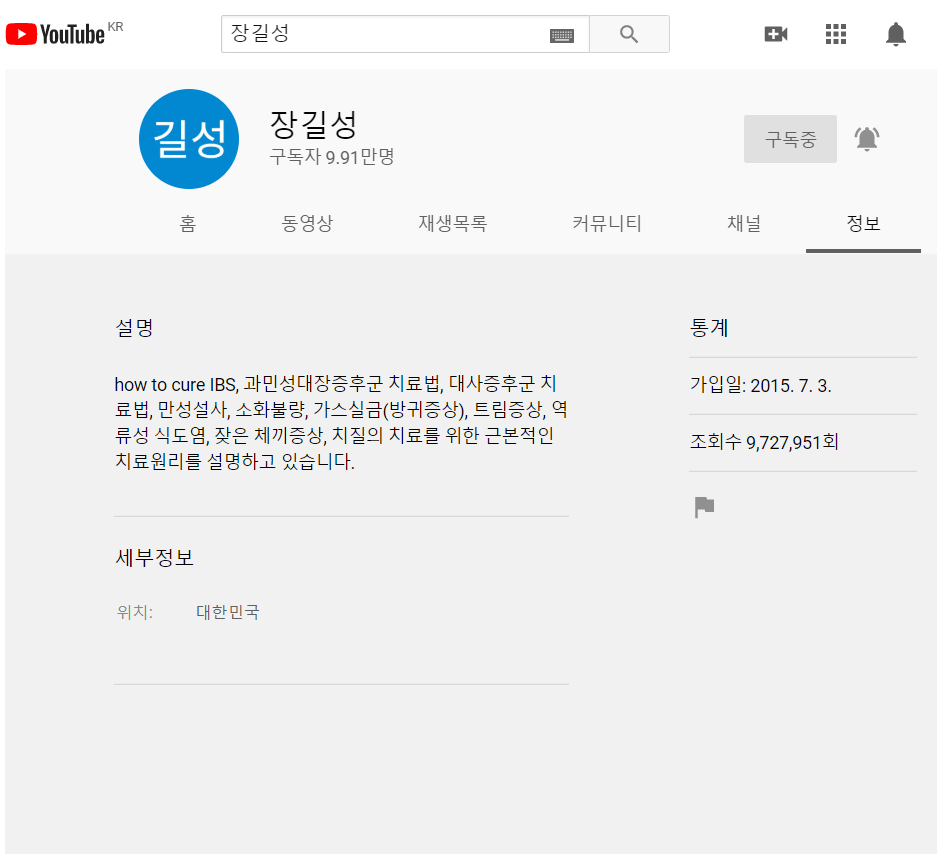 YouTube KR
장길성
길성
장길성
구독자 9.91만명
구독중
홈 동영상 재생목록 커뮤니티 채널 정보
설명
how to cure IBS, 과민성대장증후군 치료법, 대사증후군 치
료법, 만성설사, 소화불량, 가스실금(방귀증상), 트림증상, 역
류성 식도염, 잦은 체끼증상, 치질의 치료를 위한 근본적인
치료원리를 설명하고 있습니다.
세부정보
위치: 대한민국
통계
가입일: 2015. 7. 3.
조회수 9,727,951회